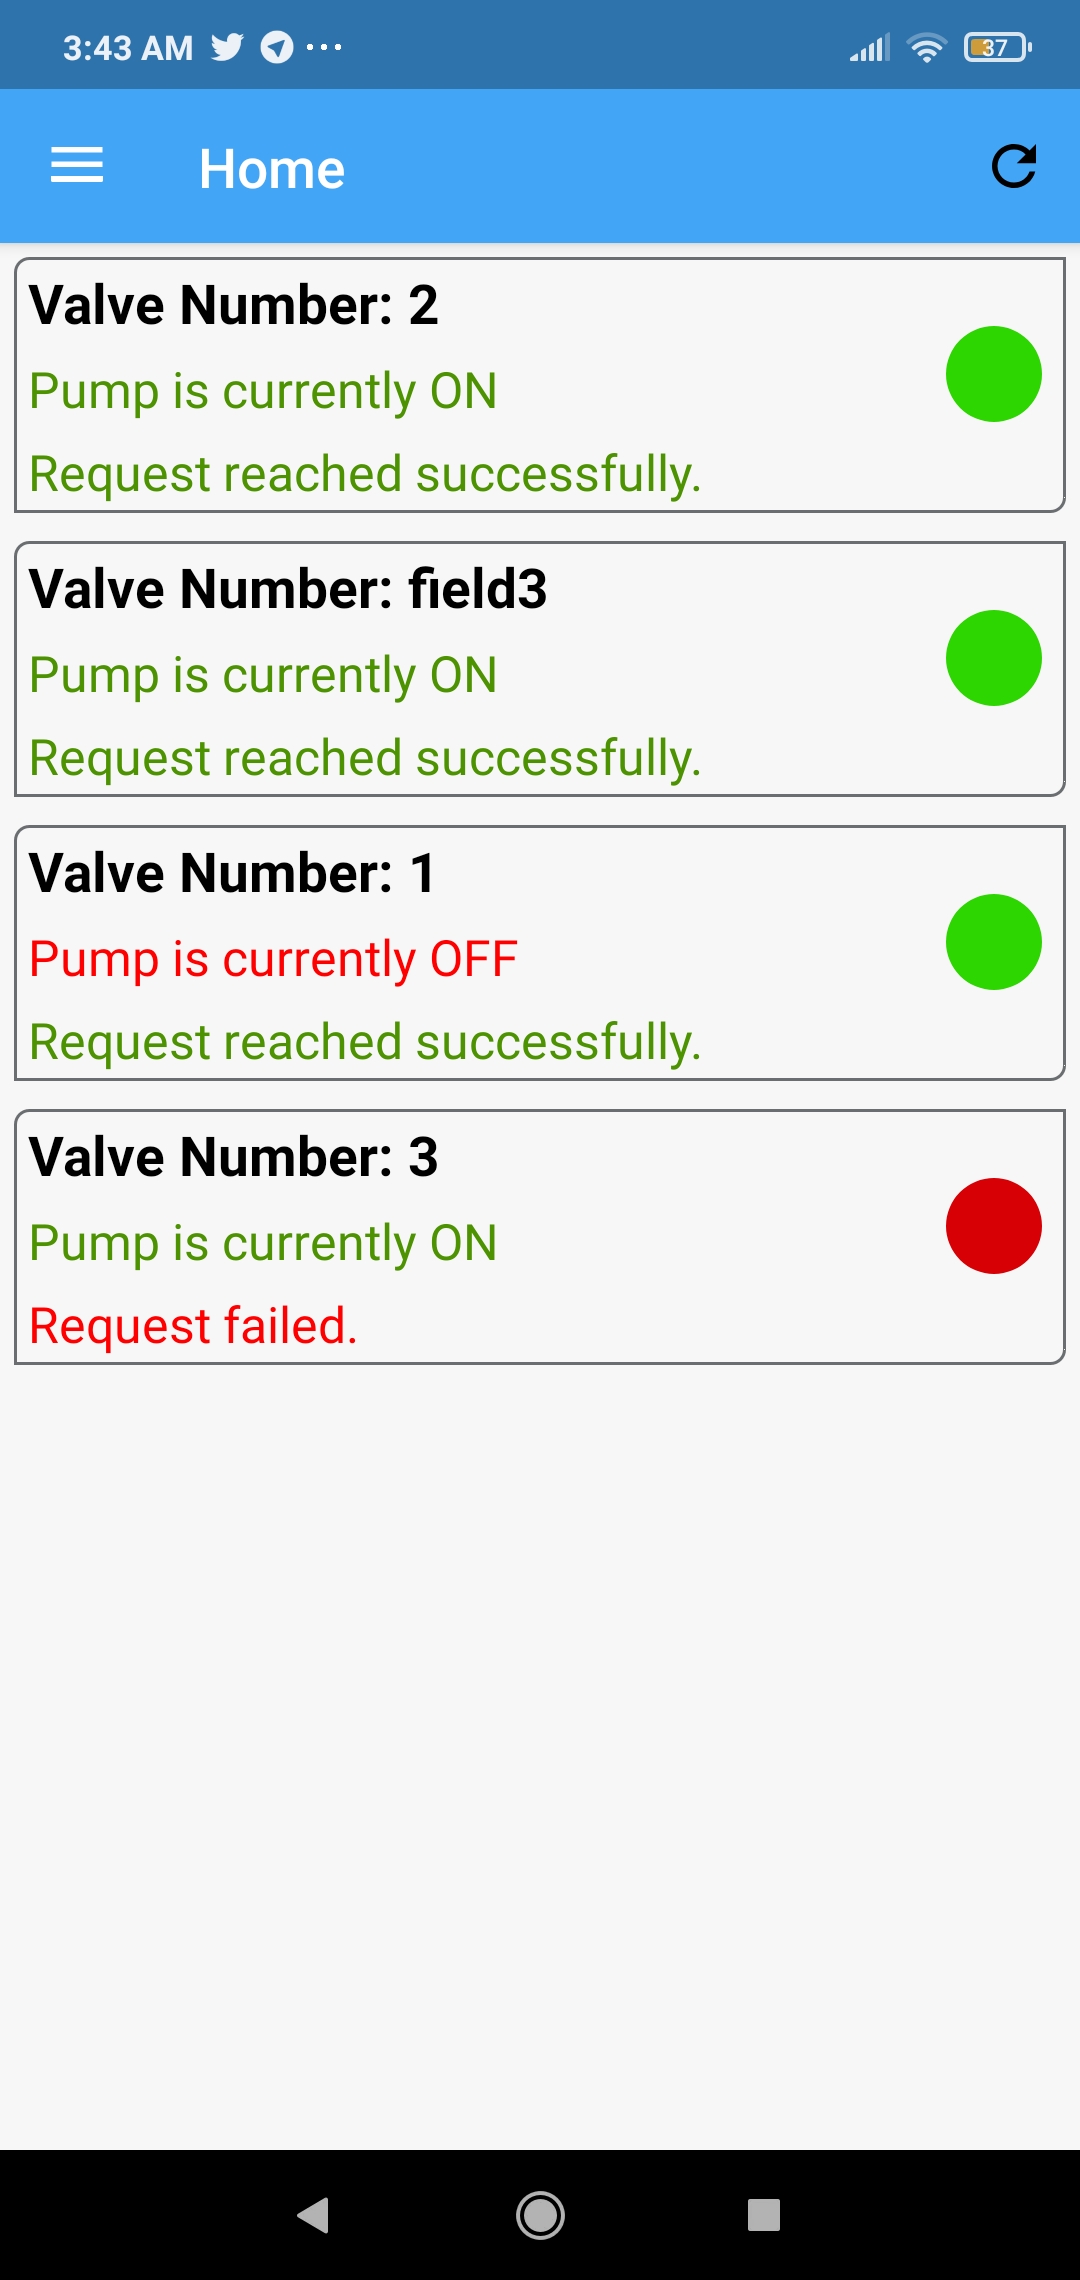 3:43 AM
37
Home
Valve Number: 2
Pump is currently ON
Request reached successfully.
Valve Number: field3
Pump is currently ON
Request reached successfully.
Valve Number: 1
Pump is currently OFF
Request reached successfully.
Valve Number: 3
Pump is currently ON
Request failed.